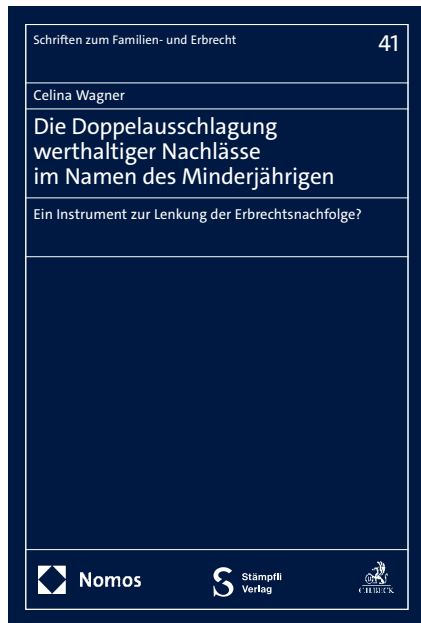 Schriften zum Familien- und Erbrecht
41
Celina Wagner
Die Doppelausschlagung
werthaltiger Nachlässe
im Namen des Minderjährigen
Ein Instrument zur Lenkung der Erbrechtsnachfolge?
Nomos
Stämpfli
Verlag
C.H.BECK